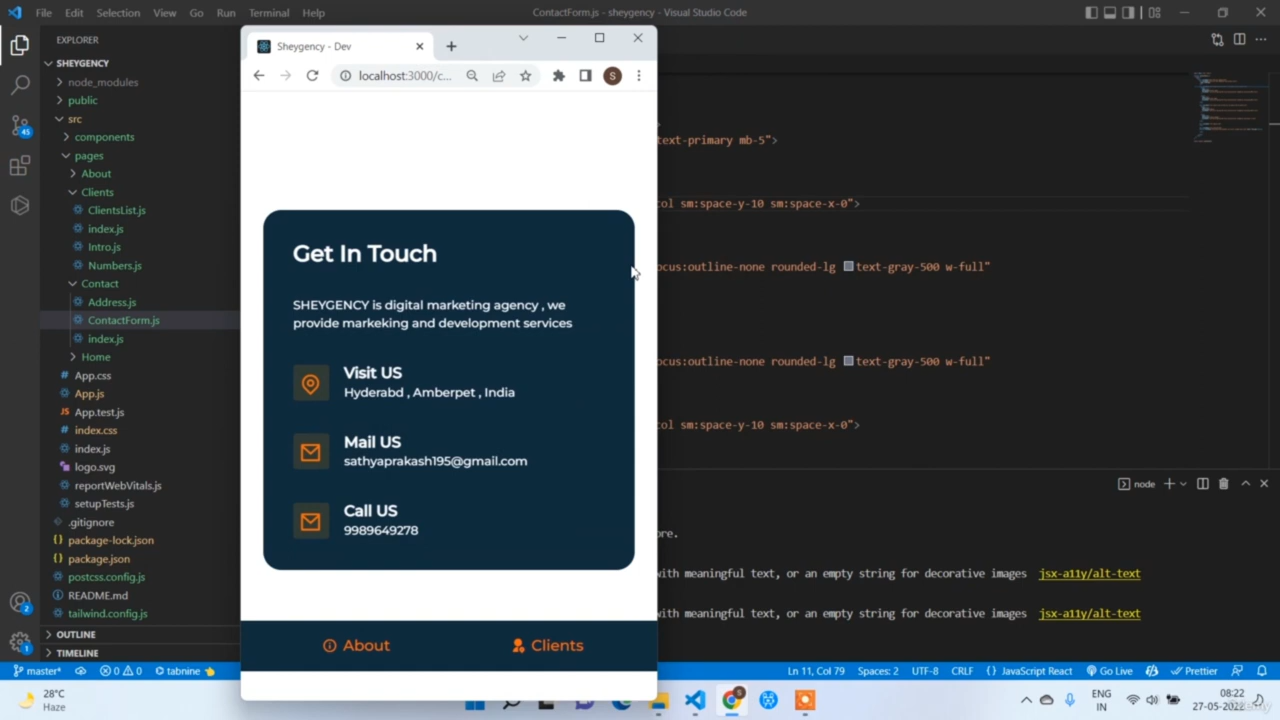 File Edit Selection View Go Run Terminal Help
ContactForm.js - sheygency - Visual Studio Code
EXPLORER
SHEYGENCY
node_modules
public
src
components
pages
About
Clients
ClientsList.js
index.js
Intro.js
Numbers.js
Contact
Address.js
ContactForm.js
index.js
Home
App.css
App.js
App.test.js
index.css
index.js
logo.svg
reportWebVitals.js
setupTests.js
.gitignore
package-lock.json
package.json
postcss.config.js
README.md
tailwind.config.js
OUTLINE
TIMELINE
45
2
1
Sheygency - Dev
localhost:3000/c...
S
Get In Touch
SHEYGENCY is digital marketing agency , we
provide markeking and development services
Visit US
Hyderabd , Amberpet , India
Mail US
sathyaprakash195@gmail.com
Call US
9989649278
About
Clients
text-primary mb-5">
col sm:space-y-10 sm:space-x-0">
ocus:outline-none rounded-lg text-gray-500 w-full"
ocus:outline-none rounded-lg text-gray-500 w-full"
col sm:space-y-10 sm:space-x-0">
node
ore.
with meaningful text, or an empty string for decorative images jsx-a11y/alt-text
with meaningful text, or an empty string for decorative images jsx-a11y/alt-text
master* 0 0 tabnine
Ln 11, Col 79 Spaces: 2 UTF-8 CRLF {} JavaScript React Go Live Prettier
28°C
Haze
5
ENG
IN
08:22
27-05-2022